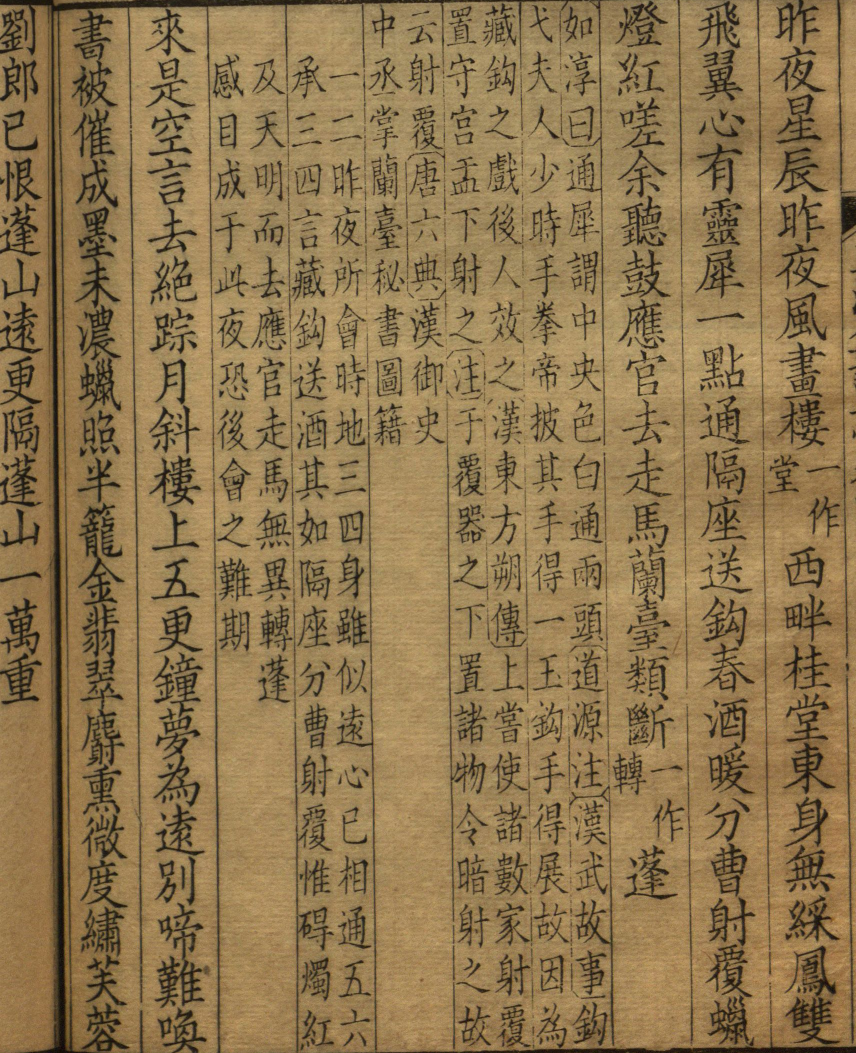 昨夜星辰昨夜風畫樓一作堂西畔桂堂東身無綵鳳雙
飛翼心有靈犀一點通隔座送鈎春酒暖分曹射覆蠟
燈紅嗟余聽鼓應官去走馬蘭臺類斷一作轉蓬
如淳曰通犀謂中央色白通兩頭道源注漢武故事鈎
弋夫人少時手拳帝披其手得一玉鈎手得展故因為
藏鈎之戲後人效之漢東方朔傳上嘗使諸數家射覆
置守宮盂下射之注于覆器之下置諸物令暗射之故
云射覆唐六典漢御史
中丞掌蘭臺秘書圖籍
一二昨夜所會時地三四身雖似遠心已相通五六
承三四言藏鈎送酒其如隔座分曹射覆惟碍燭紅
及天明而去應官走馬無異轉蓬
感目成于此夜恐後會之難期
來是空言去絕踪月斜樓上五更鐘夢為遠別啼難喚
書被催成墨未濃蠟照半籠金翡翠麝熏微度繡芙蓉
劉郎已恨蓬山遠更隔蓬山一萬重